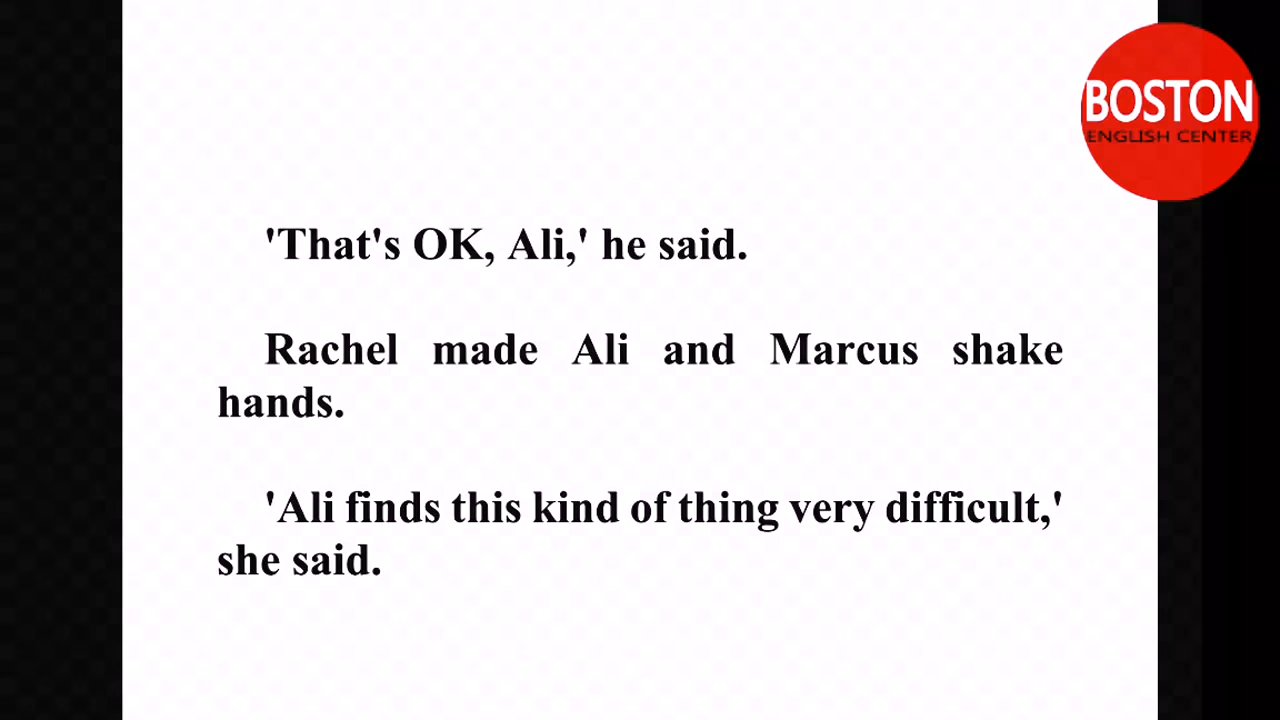 BOSTON
ENGLISH CENTER
'That's OK, Ali,' he said.
Rachel made Ali and Marcus shake
hands.
'Ali finds this kind of thing very difficult,'
she said.